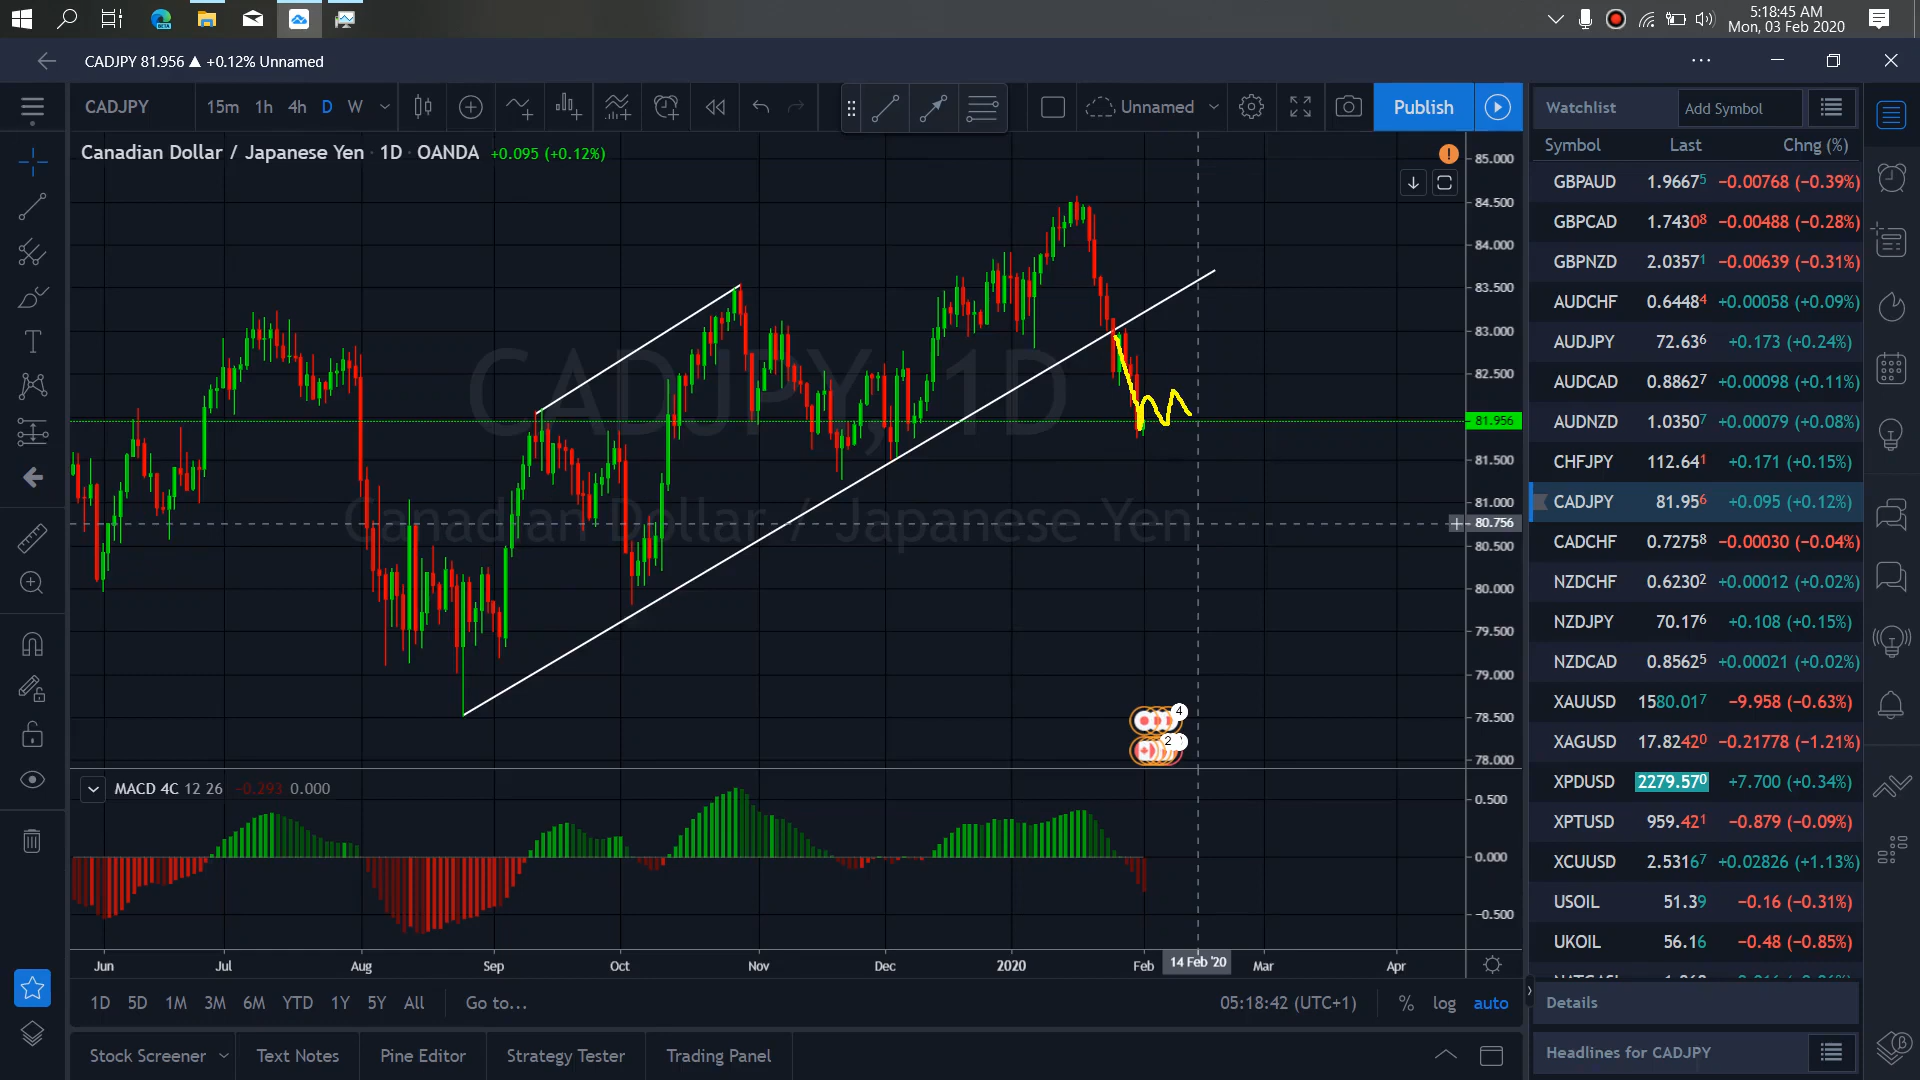 5:18:45 AM
Mon, 03 Feb 2020
CADJPY 81.956 ▲ +0.12% Unnamed
CADJPY 15m 1h 4h D W Unnamed Publish
Canadian Dollar / Japanese Yen · 1D · OANDA +0.095 (+0.12%)
CADJPY, 1D
Canadian Dollar / Japanese Yen
85.000
84.500
84.000
83.500
83.000
82.500
81.956
81.500
81.000
80.756
80.500
80.000
79.500
79.000
78.500
78.000
4
2
MACD 4C 12 26 −0.293 0.000
0.500
0.000
−0.500
Jun Jul Aug Sep Oct Nov Dec 2020 Feb 14 Feb '20 Mar Apr
1D 5D 1M 3M 6M YTD 1Y 5Y All Go to... 05:18:42 (UTC+1) % log auto
Stock Screener Text Notes Pine Editor Strategy Tester Trading Panel
Watchlist Add Symbol
Symbol Last Chng (%)
GBPAUD 1.96675 −0.00768 (−0.39%)
GBPCAD 1.74308 −0.00488 (−0.28%)
GBPNZD 2.03571 −0.00639 (−0.31%)
AUDCHF 0.64484 +0.00058 (+0.09%)
AUDJPY 72.636 +0.173 (+0.24%)
AUDCAD 0.88627 +0.00098 (+0.11%)
AUDNZD 1.03507 +0.00079 (+0.08%)
CHFJPY 112.641 +0.171 (+0.15%)
CADJPY 81.956 +0.095 (+0.12%)
CADCHF 0.72758 −0.00030 (−0.04%)
NZDCHF 0.62302 +0.00012 (+0.02%)
NZDJPY 70.176 +0.108 (+0.15%)
NZDCAD 0.85625 +0.00021 (+0.02%)
XAUUSD 1580.017 −9.958 (−0.63%)
XAGUSD 17.82420 −0.21778 (−1.21%)
XPDUSD 2279.570 +7.700 (+0.34%)
XPTUSD 959.421 −0.879 (−0.09%)
XCUUSD 2.53167 +0.02826 (+1.13%)
USOIL 51.39 −0.16 (−0.31%)
UKOIL 56.16 −0.48 (−0.85%)
Details
Headlines for CADJPY